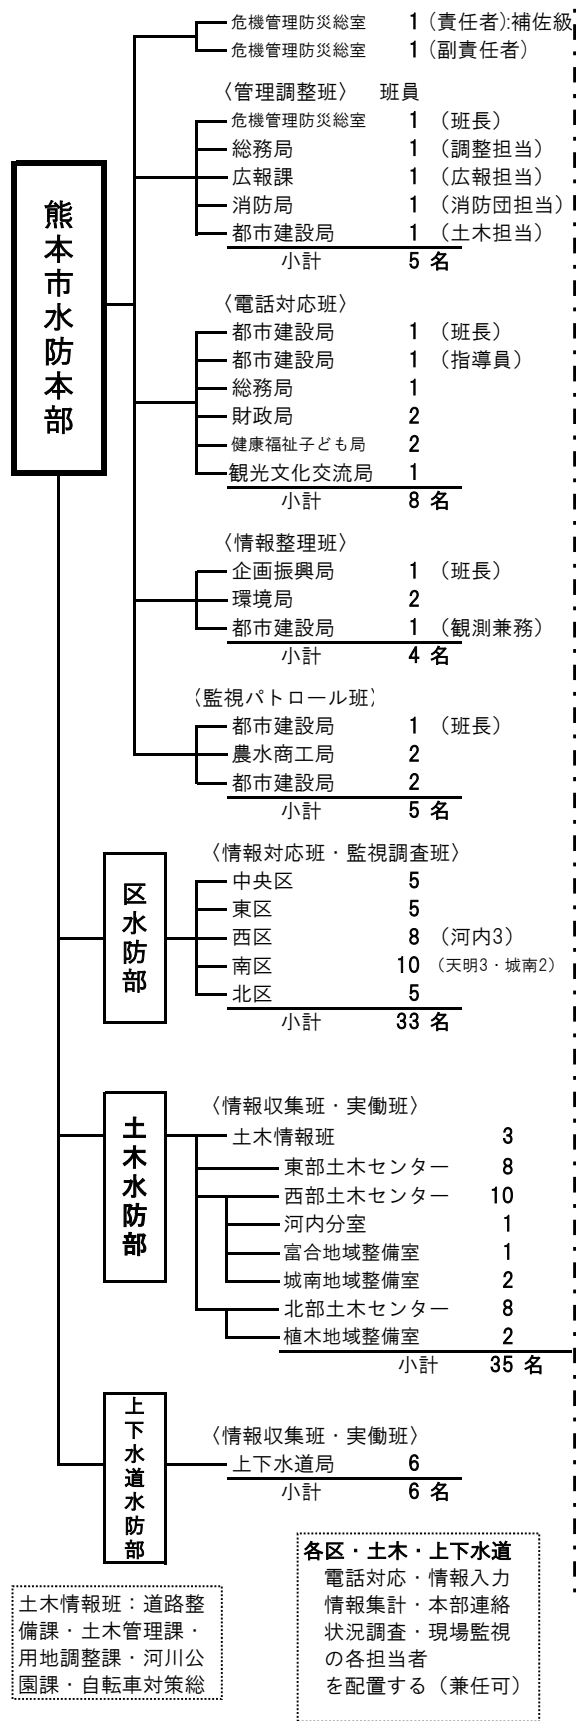 危機管理防災総室 1 (責任者):補佐級
危機管理防災総室 1 (副責任者)
〈管理調整班〉 班員
危機管理防災総室 1 (班長)
総務局 1 (調整担当)
広報課 1 (広報担当)
消防局 1 (消防団担当)
都市建設局 1 (土木担当)
小計 5 名
熊本市水防本部
〈電話対応班〉
都市建設局 1 (班長)
都市建設局 1 (指導員)
総務局 1
財政局 2
健康福祉子ども局 2
観光文化交流局 1
小計 8 名
〈情報整理班〉
企画振興局 1 (班長)
環境局 2
都市建設局 1 (観測兼務)
小計 4 名
〈監視パトロール班〉
都市建設局 1 (班長)
農水商工局 2
都市建設局 2
小計 5 名
区水防部
〈情報対応班・監視調査班〉
中央区 5
東区 5
西区 8 (河内3)
南区 10 (天明3・城南2)
北区 5
小計 33 名
土木水防部
〈情報収集班・実働班〉
土木情報班 3
東部土木センター 8
西部土木センター 10
河内分室 1
富合地域整備室 1
城南地域整備室 2
北部土木センター 8
植木地域整備室 2
小計 35 名
上下水道水防部
〈情報収集班・実働班〉
上下水道局 6
小計 6 名
土木情報班：道路整
備課・土木管理課・
用地調整課・河川公
園課・自転車対策総
各区・土木・上下水道
電話対応・情報入力
情報集計・本部連絡
状況調査・現場監視
の各担当者
を配置する（兼任可）